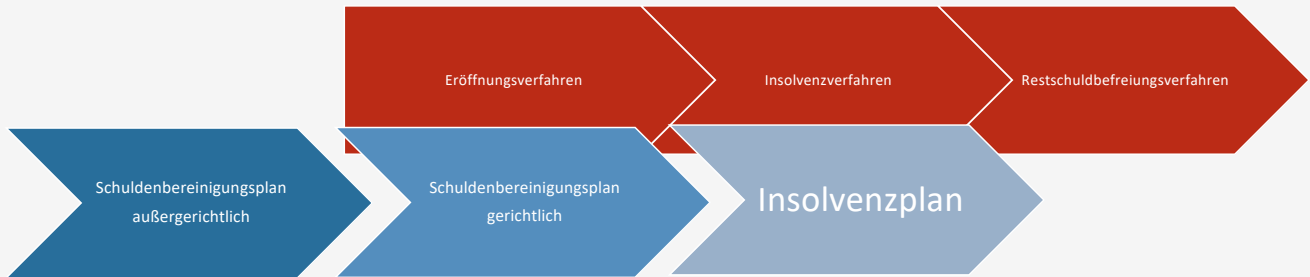 Eröffnungsverfahren
Insolvenzverfahren
Restschuldbefreiungsverfahren
Schuldenbereinigungsplan
außergerichtlich
Schuldenbereinigungsplan
gerichtlich
Insolvenzplan